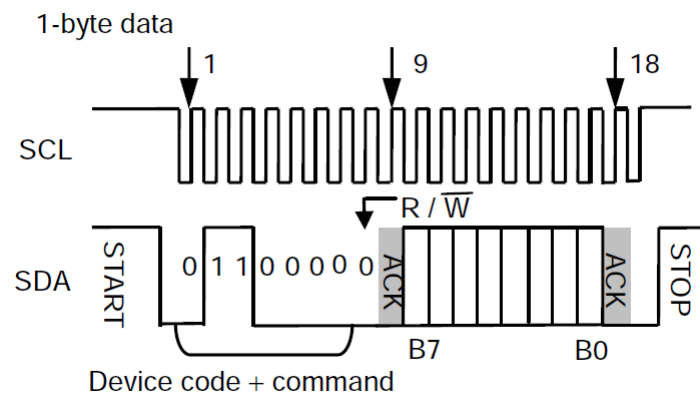 1-byte data
1 9 18
SCL
R / W
SDA START 0 1 1 0 0 0 0 0 ACK ACK STOP
B7 B0
Device code + command